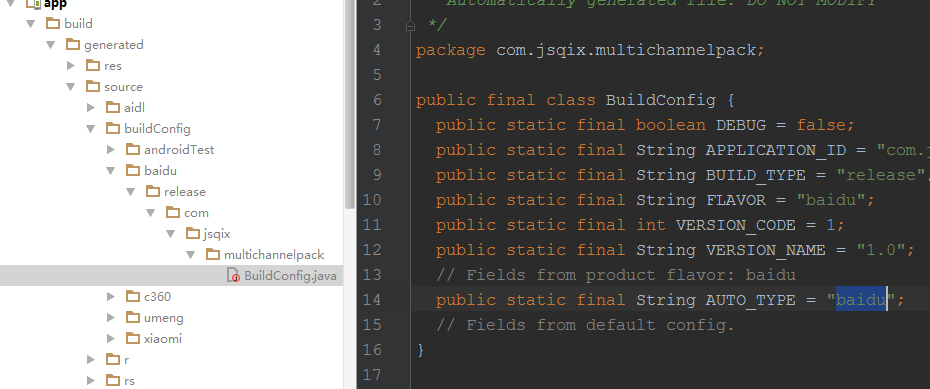 app
build
generated
res
source
aidl
buildConfig
androidTest
baidu
release
com
jsqix
multichannelpack
BuildConfig.java
c360
umeng
xiaomi
r
rs
2 Automatically generated file. DO NOT MODIFY
3 */
4 package com.jsqix.multichannelpack;
5
6 public final class BuildConfig {
7 public static final boolean DEBUG = false;
8 public static final String APPLICATION_ID = "com.j
9 public static final String BUILD_TYPE = "release"
10 public static final String FLAVOR = "baidu";
11 public static final int VERSION_CODE = 1;
12 public static final String VERSION_NAME = "1.0";
13 // Fields from product flavor: baidu
14 public static final String AUTO_TYPE = "baidu";
15 // Fields from default config.
16 }
17